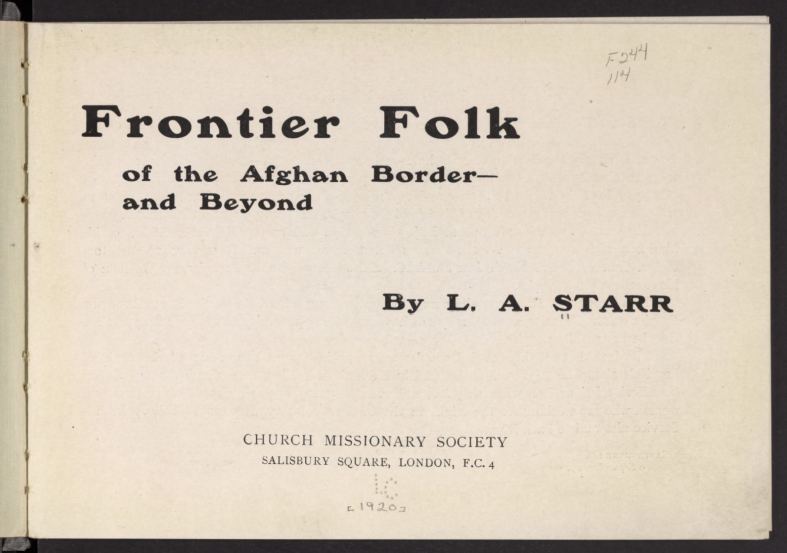 F244
114
Frontier Folk
of the Afghan Border—
and Beyond
By L. A. STARR
CHURCH MISSIONARY SOCIETY
SALISBURY SQUARE, LONDON, F.C. 4
LC
[1920]